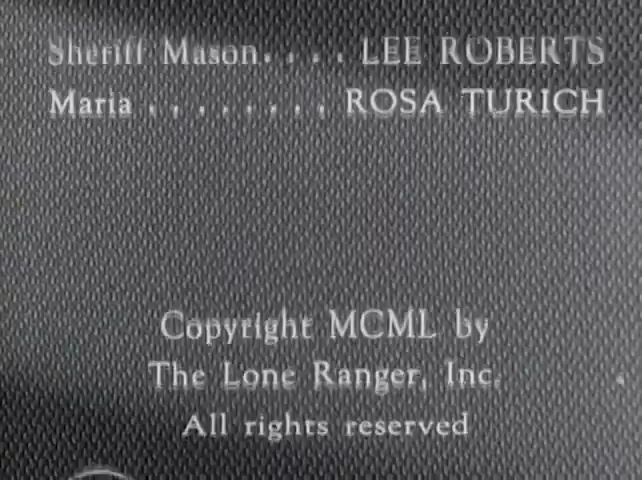 Sheriff Mason.... LEE ROBERTS
Maria ........ ROSA TURICH
Copyright MCML by
The Lone Ranger, Inc.
All rights reserved